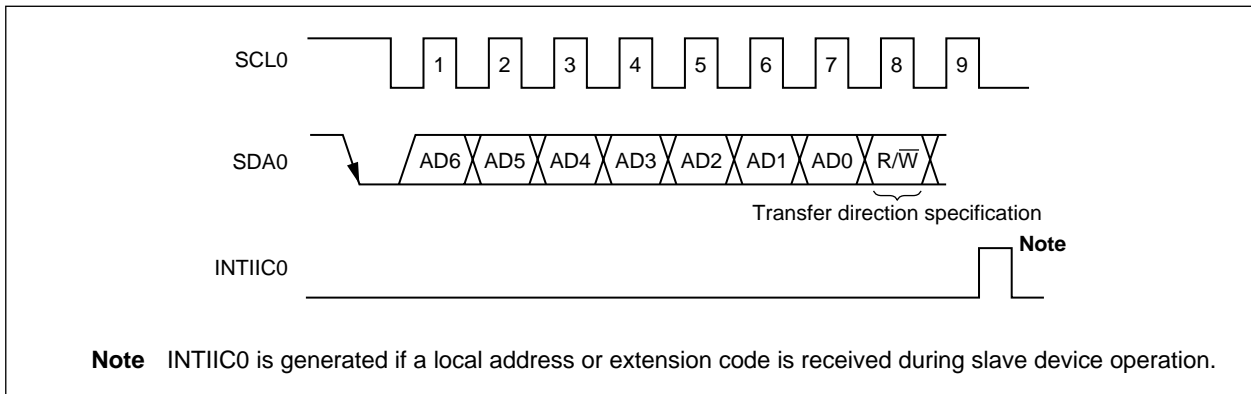 SCL0
1 2 3 4 5 6 7 8 9
SDA0
AD6 AD5 AD4 AD3 AD2 AD1 AD0 R/W̅
Transfer direction specification
INTIIC0
Note
Note INTIIC0 is generated if a local address or extension code is received during slave device operation.